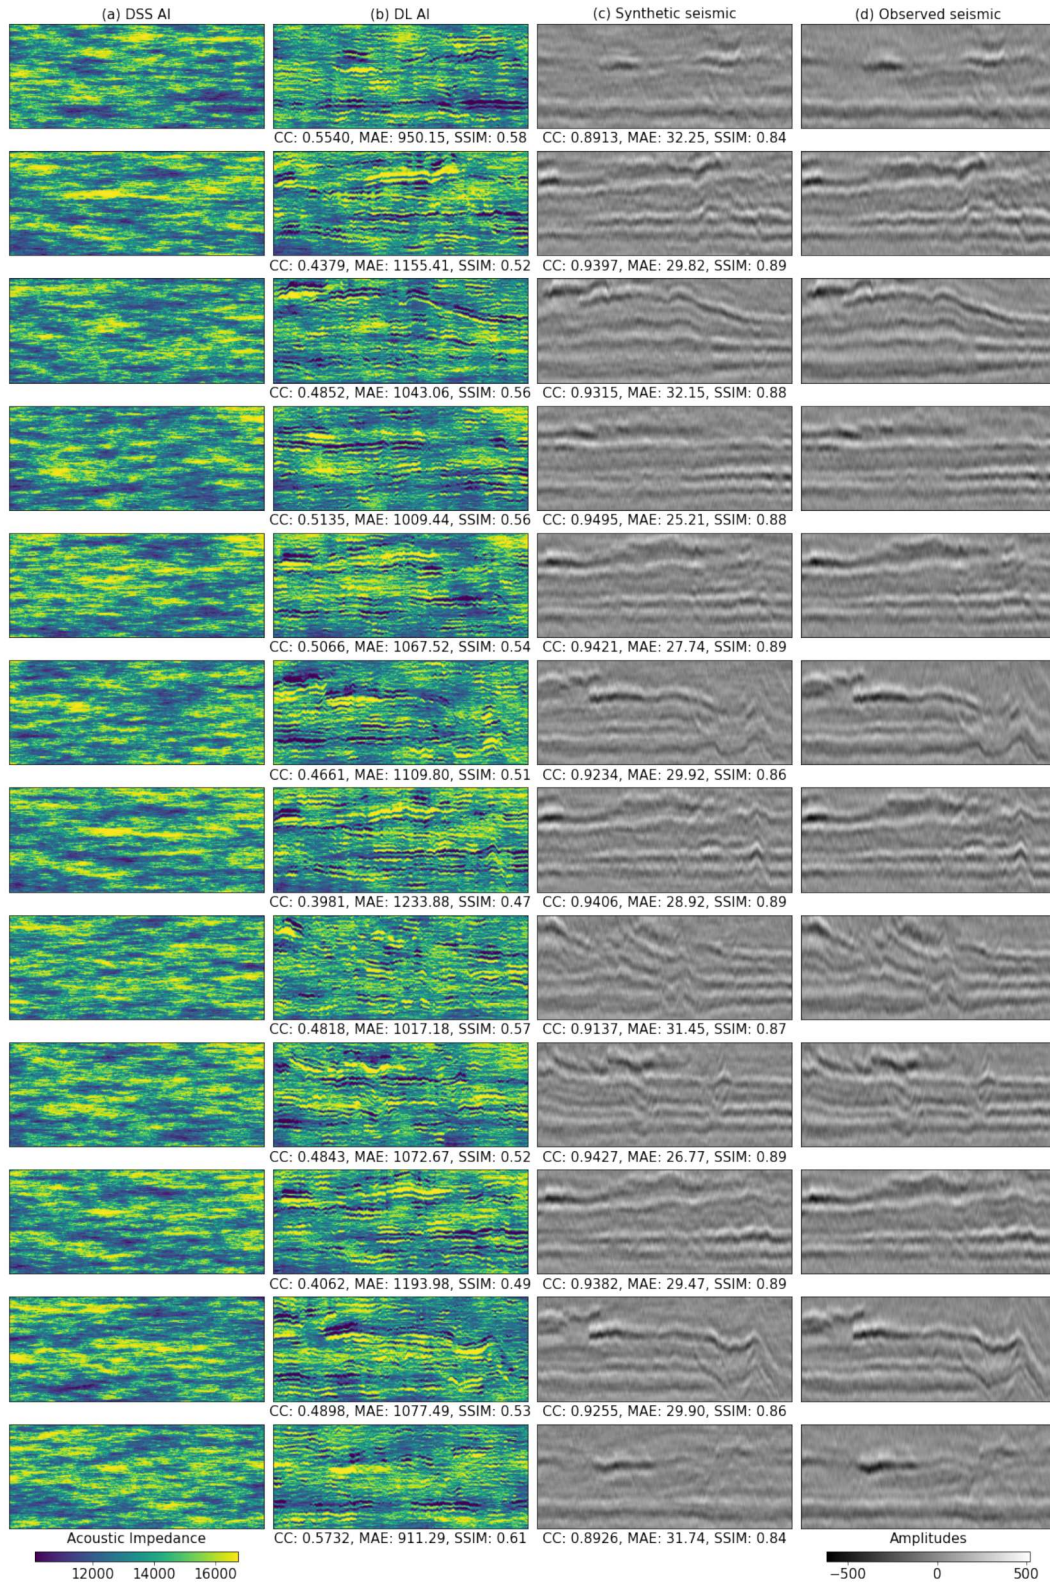 (a) DSS AI (b) DL AI (c) Synthetic seismic (d) Observed seismic
CC: 0.5540, MAE: 950.15, SSIM: 0.58 CC: 0.8913, MAE: 32.25, SSIM: 0.84
CC: 0.4379, MAE: 1155.41, SSIM: 0.52 CC: 0.9397, MAE: 29.82, SSIM: 0.89
CC: 0.4852, MAE: 1043.06, SSIM: 0.56 CC: 0.9315, MAE: 32.15, SSIM: 0.88
CC: 0.5135, MAE: 1009.44, SSIM: 0.56 CC: 0.9495, MAE: 25.21, SSIM: 0.88
CC: 0.5066, MAE: 1067.52, SSIM: 0.54 CC: 0.9421, MAE: 27.74, SSIM: 0.89
CC: 0.4661, MAE: 1109.80, SSIM: 0.51 CC: 0.9234, MAE: 29.92, SSIM: 0.86
CC: 0.3981, MAE: 1233.88, SSIM: 0.47 CC: 0.9406, MAE: 28.92, SSIM: 0.89
CC: 0.4818, MAE: 1017.18, SSIM: 0.57 CC: 0.9137, MAE: 31.45, SSIM: 0.87
CC: 0.4843, MAE: 1072.67, SSIM: 0.52 CC: 0.9427, MAE: 26.77, SSIM: 0.89
CC: 0.4062, MAE: 1193.98, SSIM: 0.49 CC: 0.9382, MAE: 29.47, SSIM: 0.89
CC: 0.4898, MAE: 1077.49, SSIM: 0.53 CC: 0.9255, MAE: 29.90, SSIM: 0.86
Acoustic Impedance CC: 0.5732, MAE: 911.29, SSIM: 0.61 CC: 0.8926, MAE: 31.74, SSIM: 0.84 Amplitudes
12000 14000 16000 −500 0 500